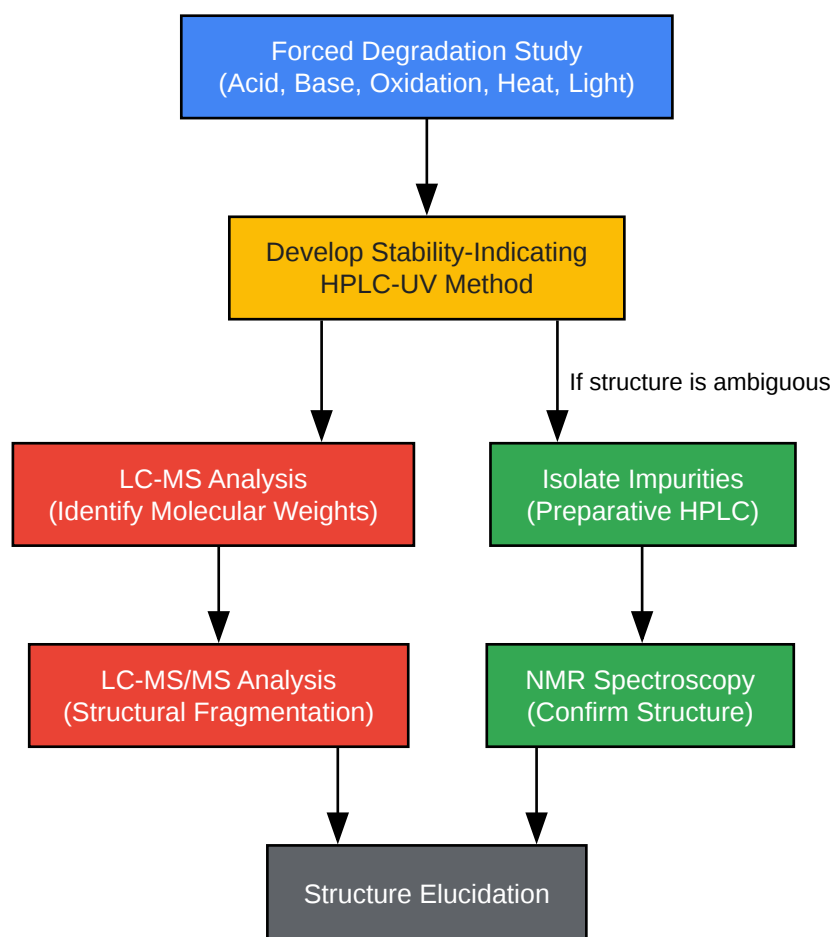 Forced Degradation Study
(Acid, Base, Oxidation, Heat, Light)
Develop Stability-Indicating
HPLC-UV Method
If structure is ambiguous
LC-MS Analysis
(Identify Molecular Weights)
Isolate Impurities
(Preparative HPLC)
LC-MS/MS Analysis
(Structural Fragmentation)
NMR Spectroscopy
(Confirm Structure)
Structure Elucidation